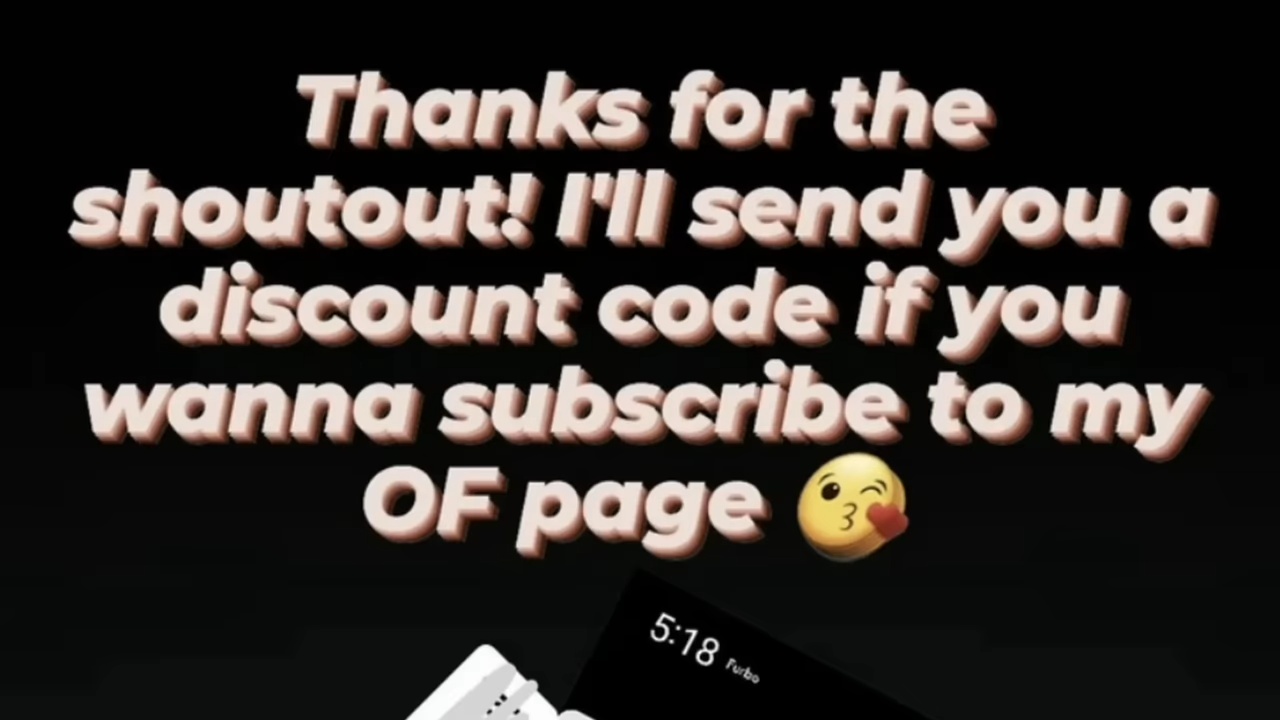 Thanks for the
shoutout! I'll send you a
discount code if you
wanna subscribe to my
OF page 😘
5:18 Furbo